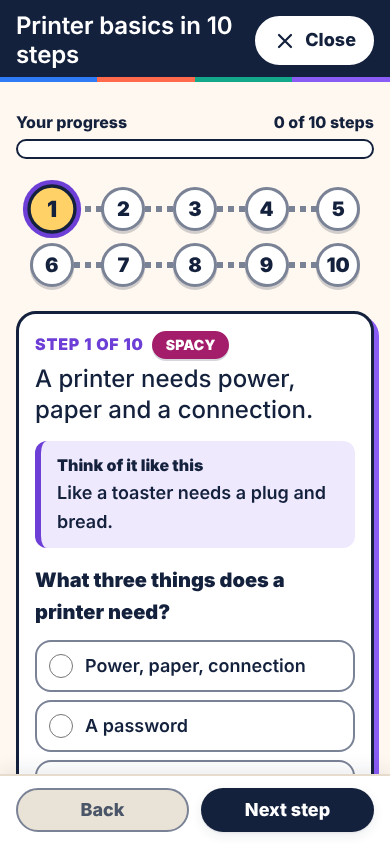 Printer basics in 10
steps
Close
Your progress
0 of 10 steps
1
2
3
4
5
6
7
8
9
10
STEP 1 OF 10
SPACY
A printer needs power,
paper and a connection.
Think of it like this
Like a toaster needs a plug and
bread.
What three things does a
printer need?
Power, paper, connection
A password
Back
Next step